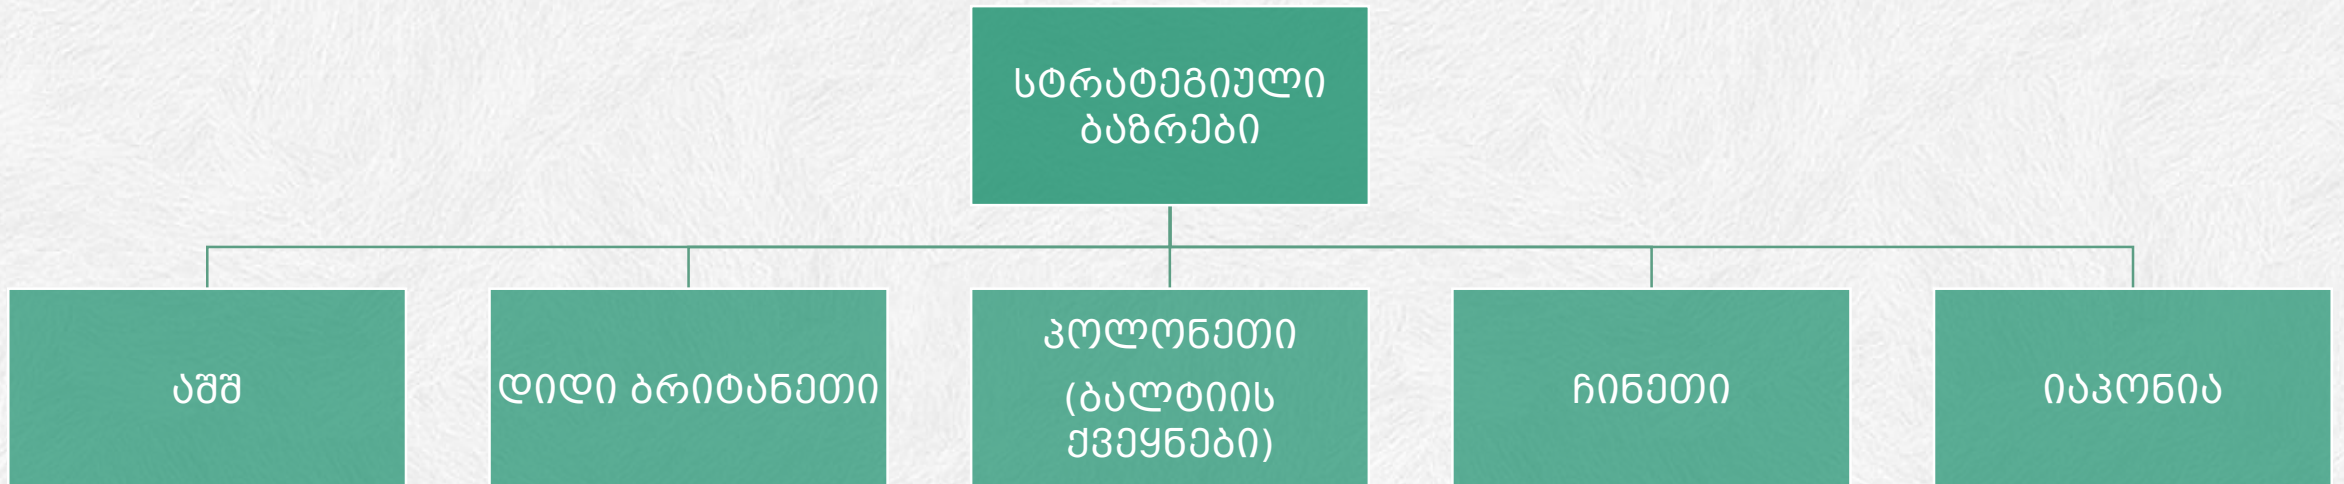 სტრატეგიული
ბაზრები
აშშ
დიდი ბრიტანეთი
პოლონეთი
(ბალტიის
ქვეყნები)
ჩინეთი
იაპონია